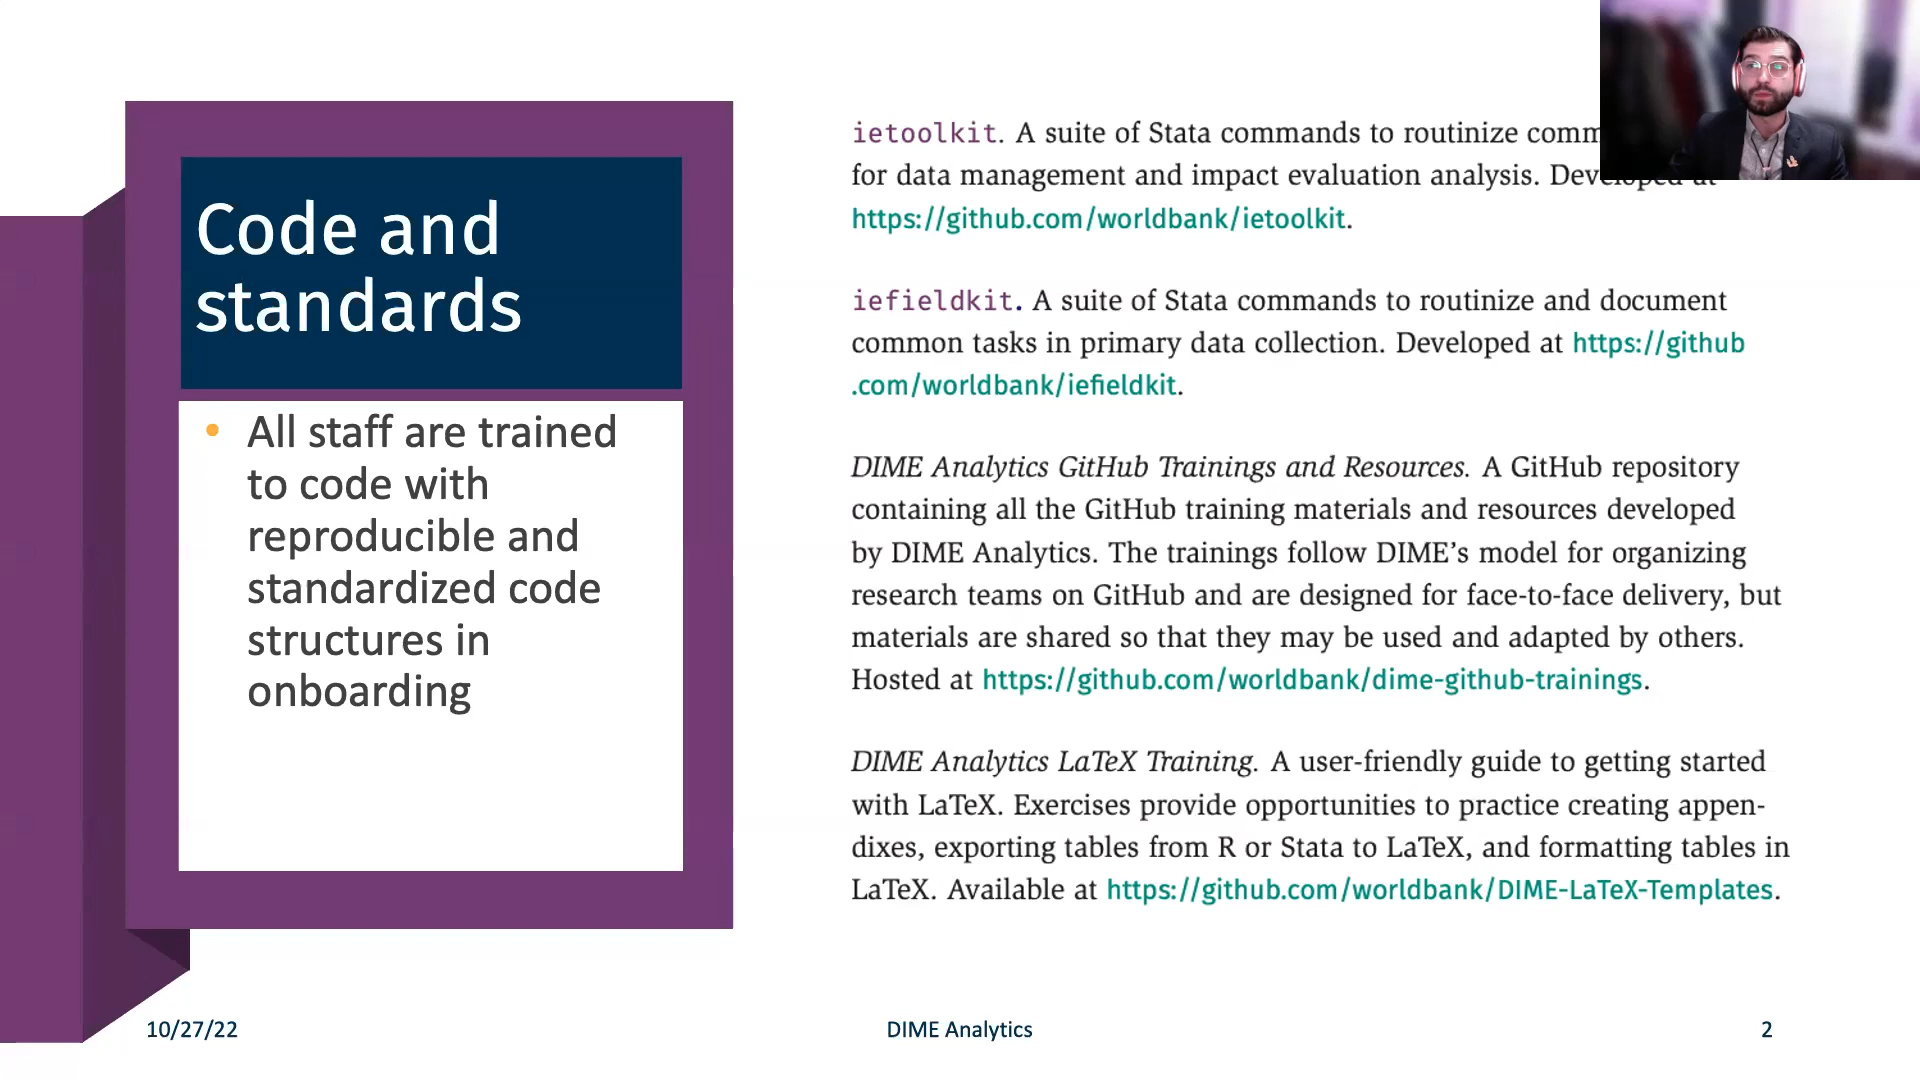 Code and
standards
• All staff are trained
to code with
reproducible and
standardized code
structures in
onboarding
ietoolkit. A suite of Stata commands to routinize
for data management and impact evaluation analysis. Developed at
https://github.com/worldbank/ietoolkit.
iefieldkit. A suite of Stata commands to routinize and document
common tasks in primary data collection. Developed at https://github
.com/worldbank/iefieldkit.
DIME Analytics GitHub Trainings and Resources. A GitHub repository
containing all the GitHub training materials and resources developed
by DIME Analytics. The trainings follow DIME’s model for organizing
research teams on GitHub and are designed for face-to-face delivery, but
materials are shared so that they may be used and adapted by others.
Hosted at https://github.com/worldbank/dime-github-trainings.
DIME Analytics LaTeX Training. A user-friendly guide to getting started
with LaTeX. Exercises provide opportunities to practice creating appen-
dixes, exporting tables from R or Stata to LaTeX, and formatting tables in
LaTeX. Available at https://github.com/worldbank/DIME-LaTeX-Templates.
10/27/22
DIME Analytics
2